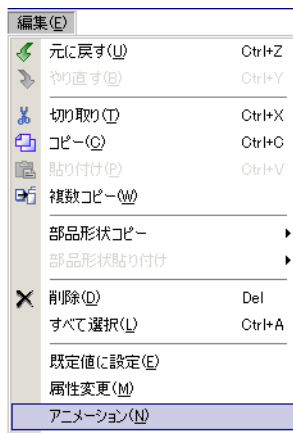 編集(E)
元に戻す(U) Ctrl+Z
やり直す(R) Ctrl+Y
切り取り(T) Ctrl+X
コピー(C) Ctrl+C
貼り付け(P) Ctrl+V
複数コピー(W)
部品形状コピー
部品形状貼り付け
削除(D) Del
すべて選択(L) Ctrl+A
既定値に設定(E)
属性変更(M)
アニメーション(N)